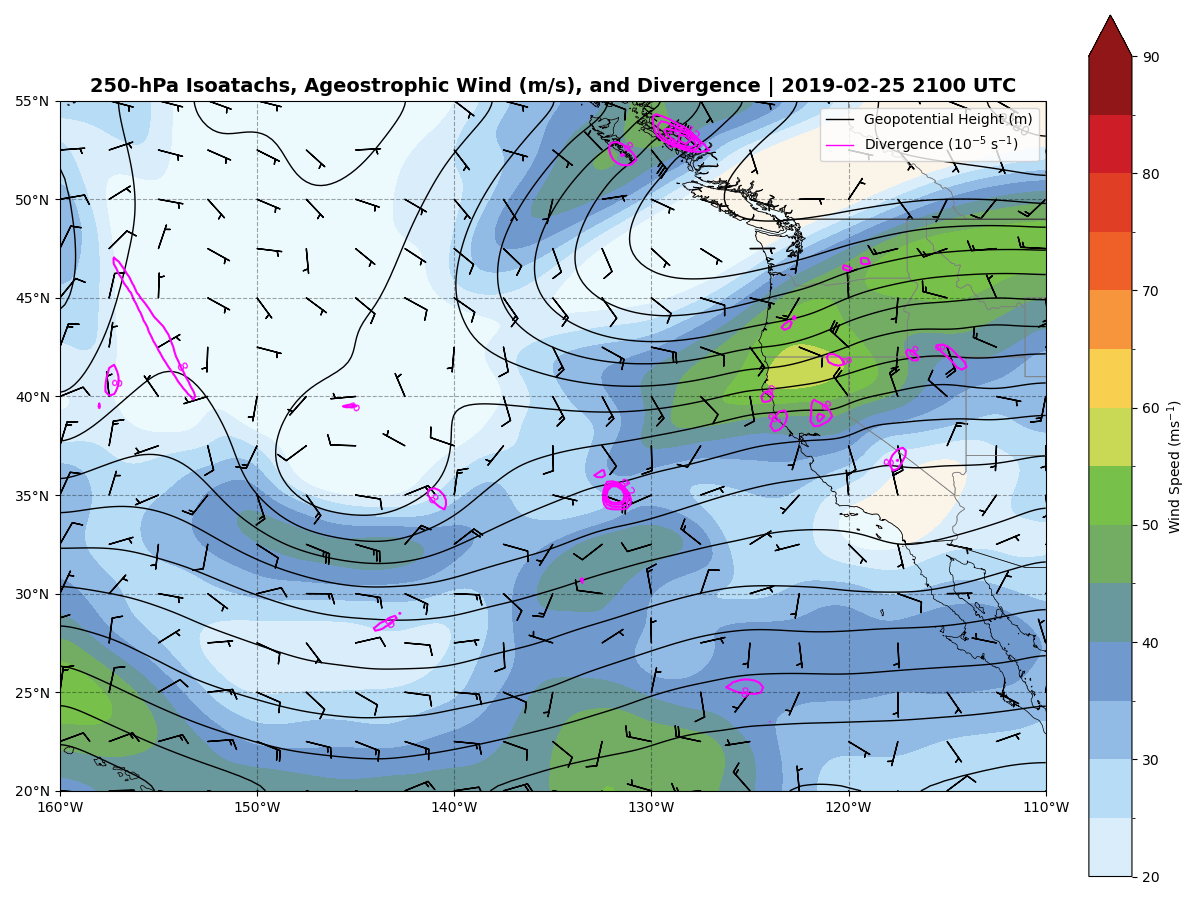 250-hPa Isoatachs, Ageostrophic Wind (m/s), and Divergence | 2019-02-25 2100 UTC
Geopotential Height (m)
Divergence (10⁻⁵ s⁻¹)
55°N
50°N
45°N
40°N
35°N
30°N
25°N
20°N
160°W
150°W
140°W
130°W
120°W
110°W
90
80
70
60
50
40
30
20
Wind Speed (ms⁻¹)